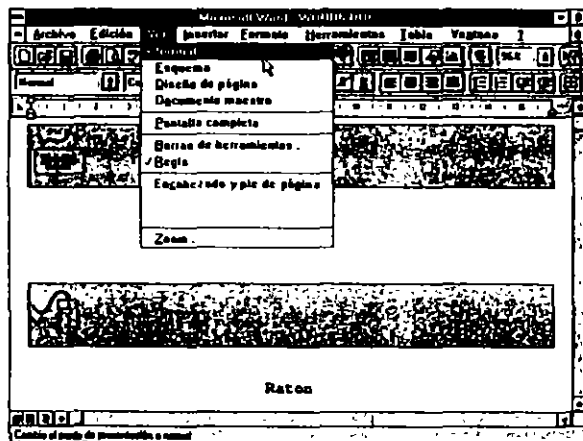 Microsoft Word - WORD6.DOC
Archivo Edición Ver Insertar Formato Herramientas Tabla Ventana ?
Normal
Esquema
Diseño de página
Documento maestro
Pantalla completa
Barras de herramientas...
Regla
Encabezado y pie de página
Zoom...
Normal
Raton
Cambia al modo de presentación a normal